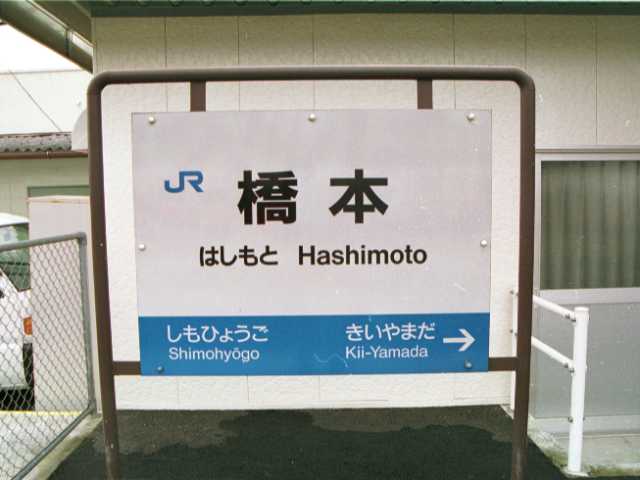 JR 橋本
はしもと Hashimoto
しもひょうご きいやまだ →
Shimohyōgo Kii-Yamada